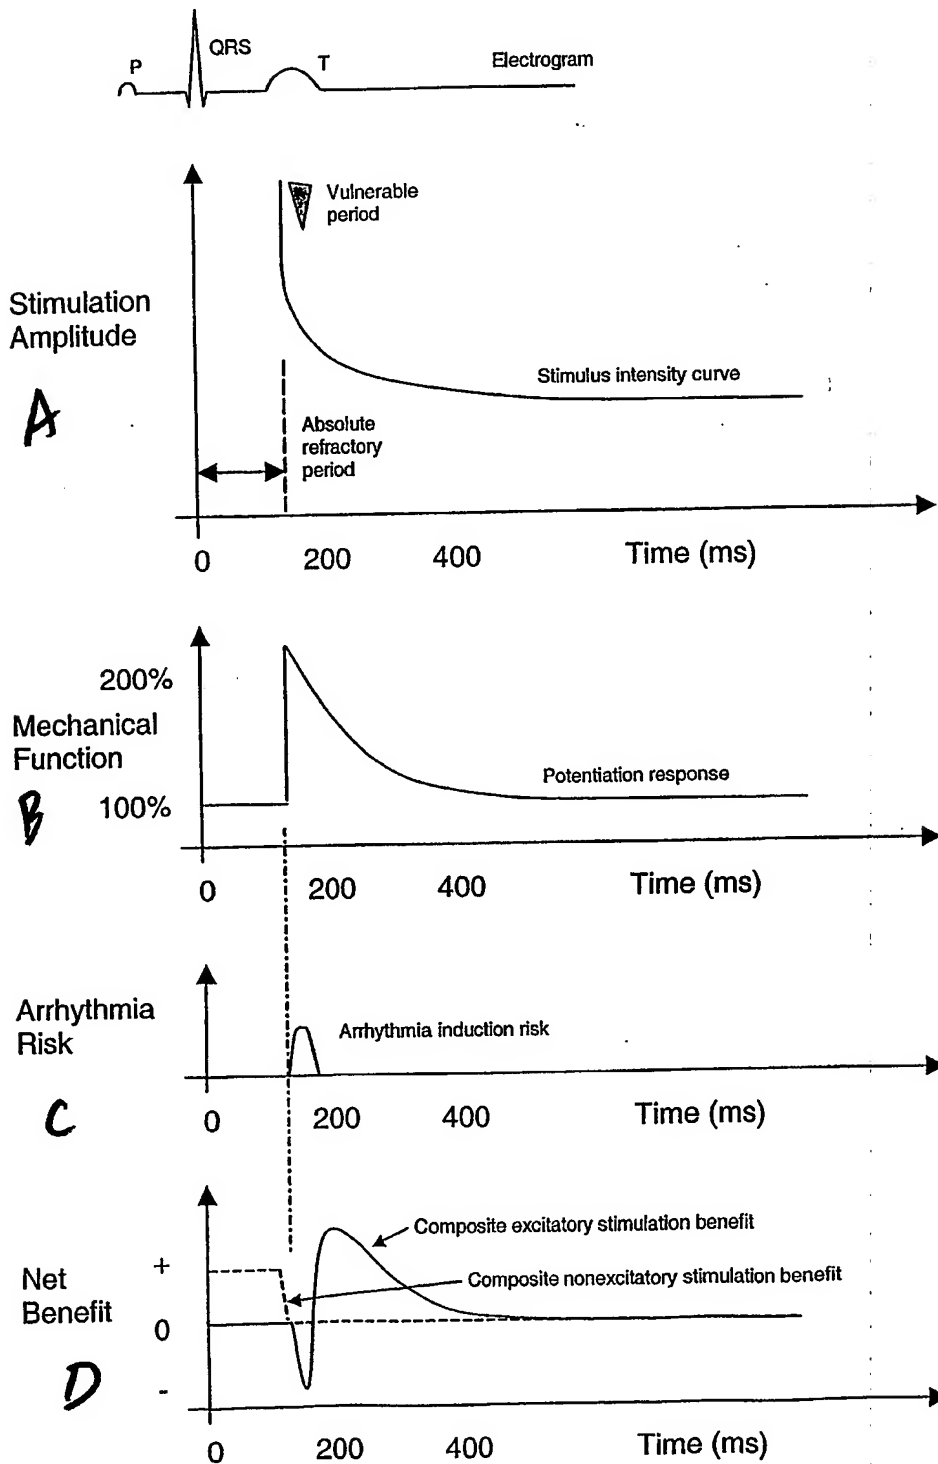 P
QRS
T
Electrogram
Vulnerable
period
Stimulation
Amplitude
A
Stimulus intensity curve
Absolute
refractory
period
0 200 400 Time (ms)
200%
Mechanical
Function
B
100%
Potentiation response
0 200 400 Time (ms)
Arrhythmia
Risk
C
Arrhythmia induction risk
0 200 400 Time (ms)
Net
Benefit
D
+
0
-
Composite excitatory stimulation benefit
Composite nonexcitatory stimulation benefit
0 200 400 Time (ms)